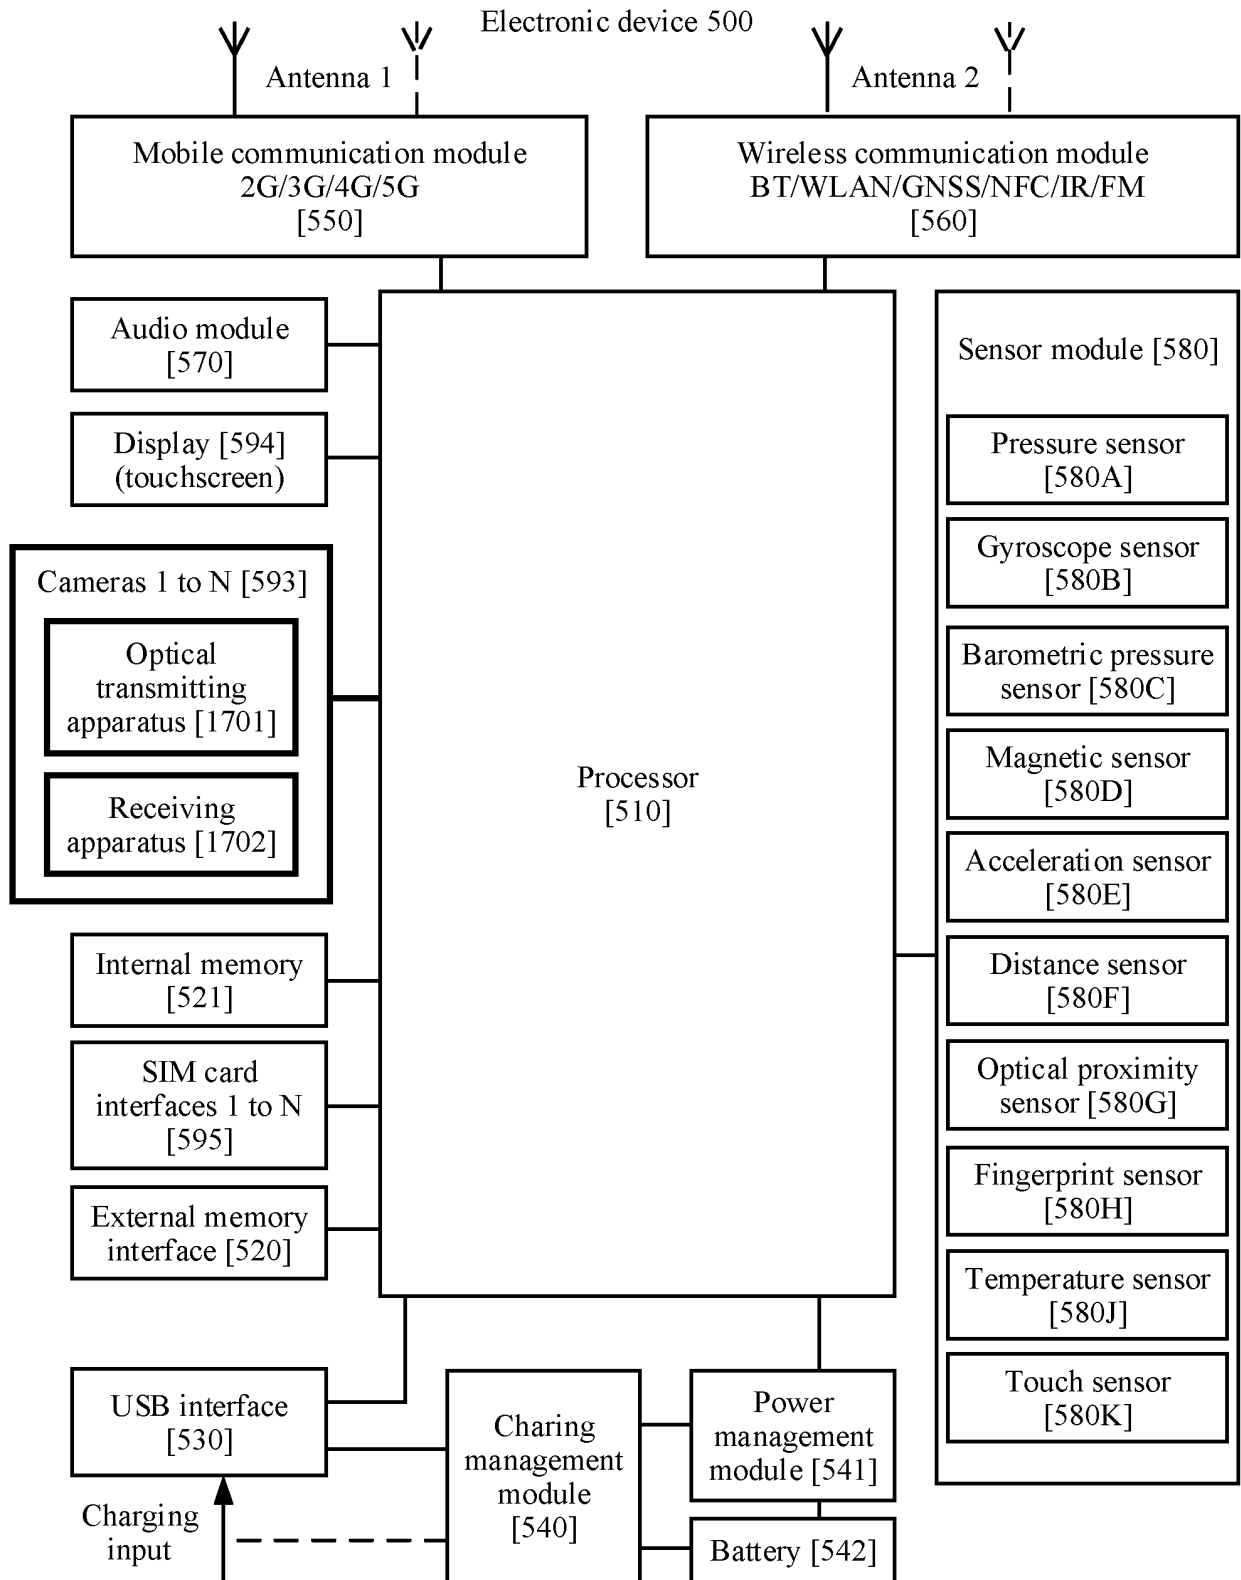 Electronic device 500
Antenna 1
Antenna 2
Mobile communication module
2G/3G/4G/5G
[550]
Wireless communication module
BT/WLAN/GNSS/NFC/IR/FM
[560]
Audio module
[570]
Display [594]
(touchscreen)
Cameras 1 to N [593]
Optical
transmitting
apparatus [1701]
Receiving
apparatus [1702]
Internal memory
[521]
SIM card
interfaces 1 to N
[595]
External memory
interface [520]
Processor
[510]
Sensor module [580]
Pressure sensor
[580A]
Gyroscope sensor
[580B]
Barometric pressure
sensor [580C]
Magnetic sensor
[580D]
Acceleration sensor
[580E]
Distance sensor
[580F]
Optical proximity
sensor [580G]
Fingerprint sensor
[580H]
Temperature sensor
[580J]
Touch sensor
[580K]
USB interface
[530]
Charging
input
Charing
management
module
[540]
Power
management
module [541]
Battery [542]